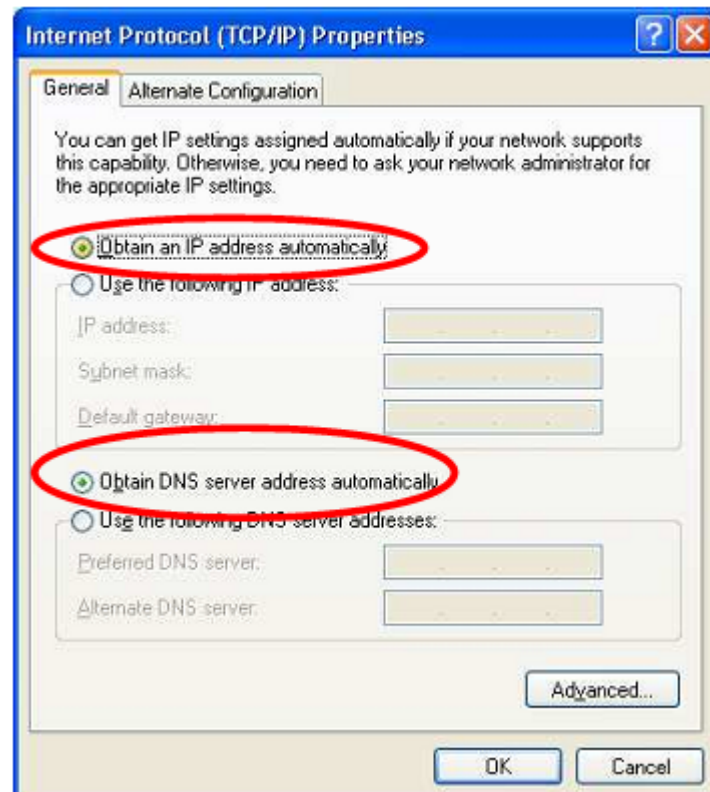 Internet Protocol (TCP/IP) Properties
General
Alternate Configuration
You can get IP settings assigned automatically if your network supports
this capability. Otherwise, you need to ask your network administrator for
the appropriate IP settings.
Obtain an IP address automatically
Use the following IP address:
IP address:
Subnet mask:
Default gateway:
Obtain DNS server address automatically
Use the following DNS server addresses:
Preferred DNS server:
Alternate DNS server:
Advanced...
OK
Cancel